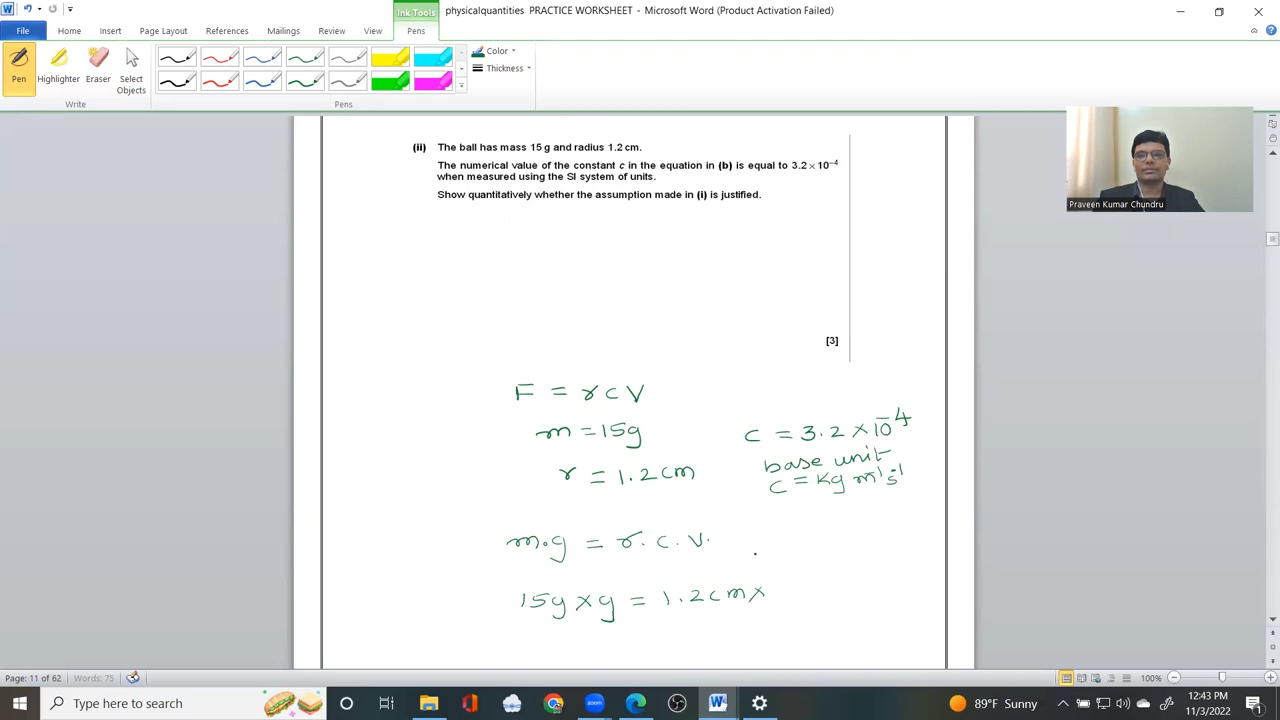 physicalquantities PRACTICE WORKSHEET - Microsoft Word (Product Activation Failed)
Ink Tools
File Home Insert Page Layout References Mailings Review View Pens
Pen Highlighter Eraser Select Objects
Color
Thickness
Write Pens
Praveen Kumar Chundru
(ii) The ball has mass 15 g and radius 1.2 cm.
The numerical value of the constant c in the equation in (b) is equal to 3.2 × 10⁻⁴
when measured using the SI system of units.
Show quantitatively whether the assumption made in (i) is justified.
[3]
F = r c V
m = 15g
c = 3.2 × 10⁻⁴
r = 1.2 cm
base unit
c = kg m⁻¹ s⁻¹
m.g = r. c. v.
15g × g = 1.2 cm ×
Page: 11 of 62 Words: 75 100%
Type here to search
zoom
89°F Sunny
12:43 PM
11/3/2022